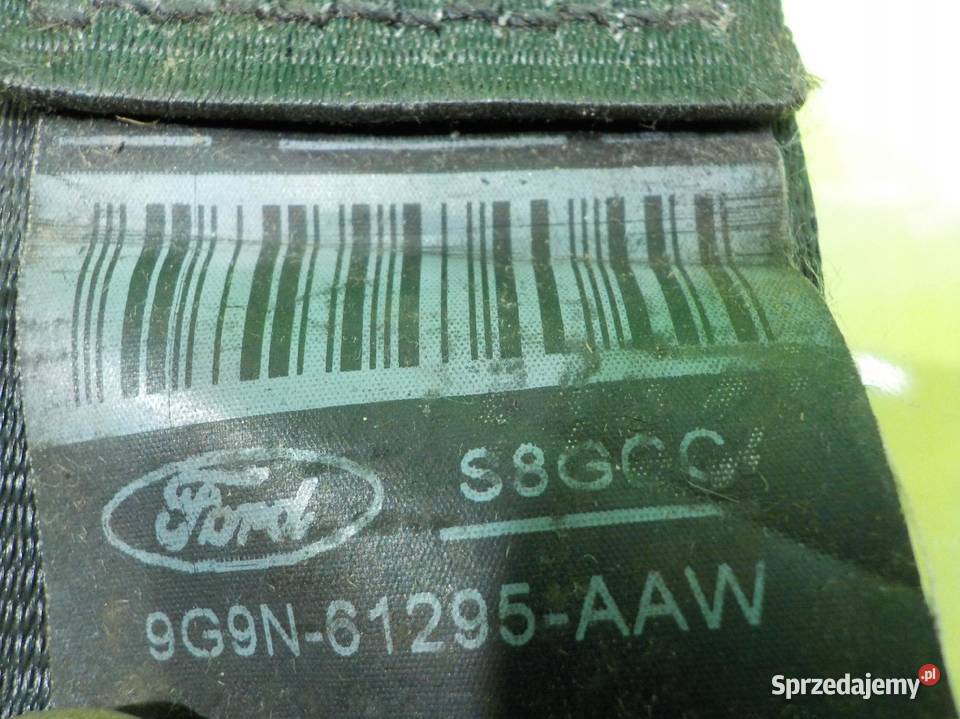 Ford
S8GCC
9G9N-61295-AAW
Sprzedajemy.pl